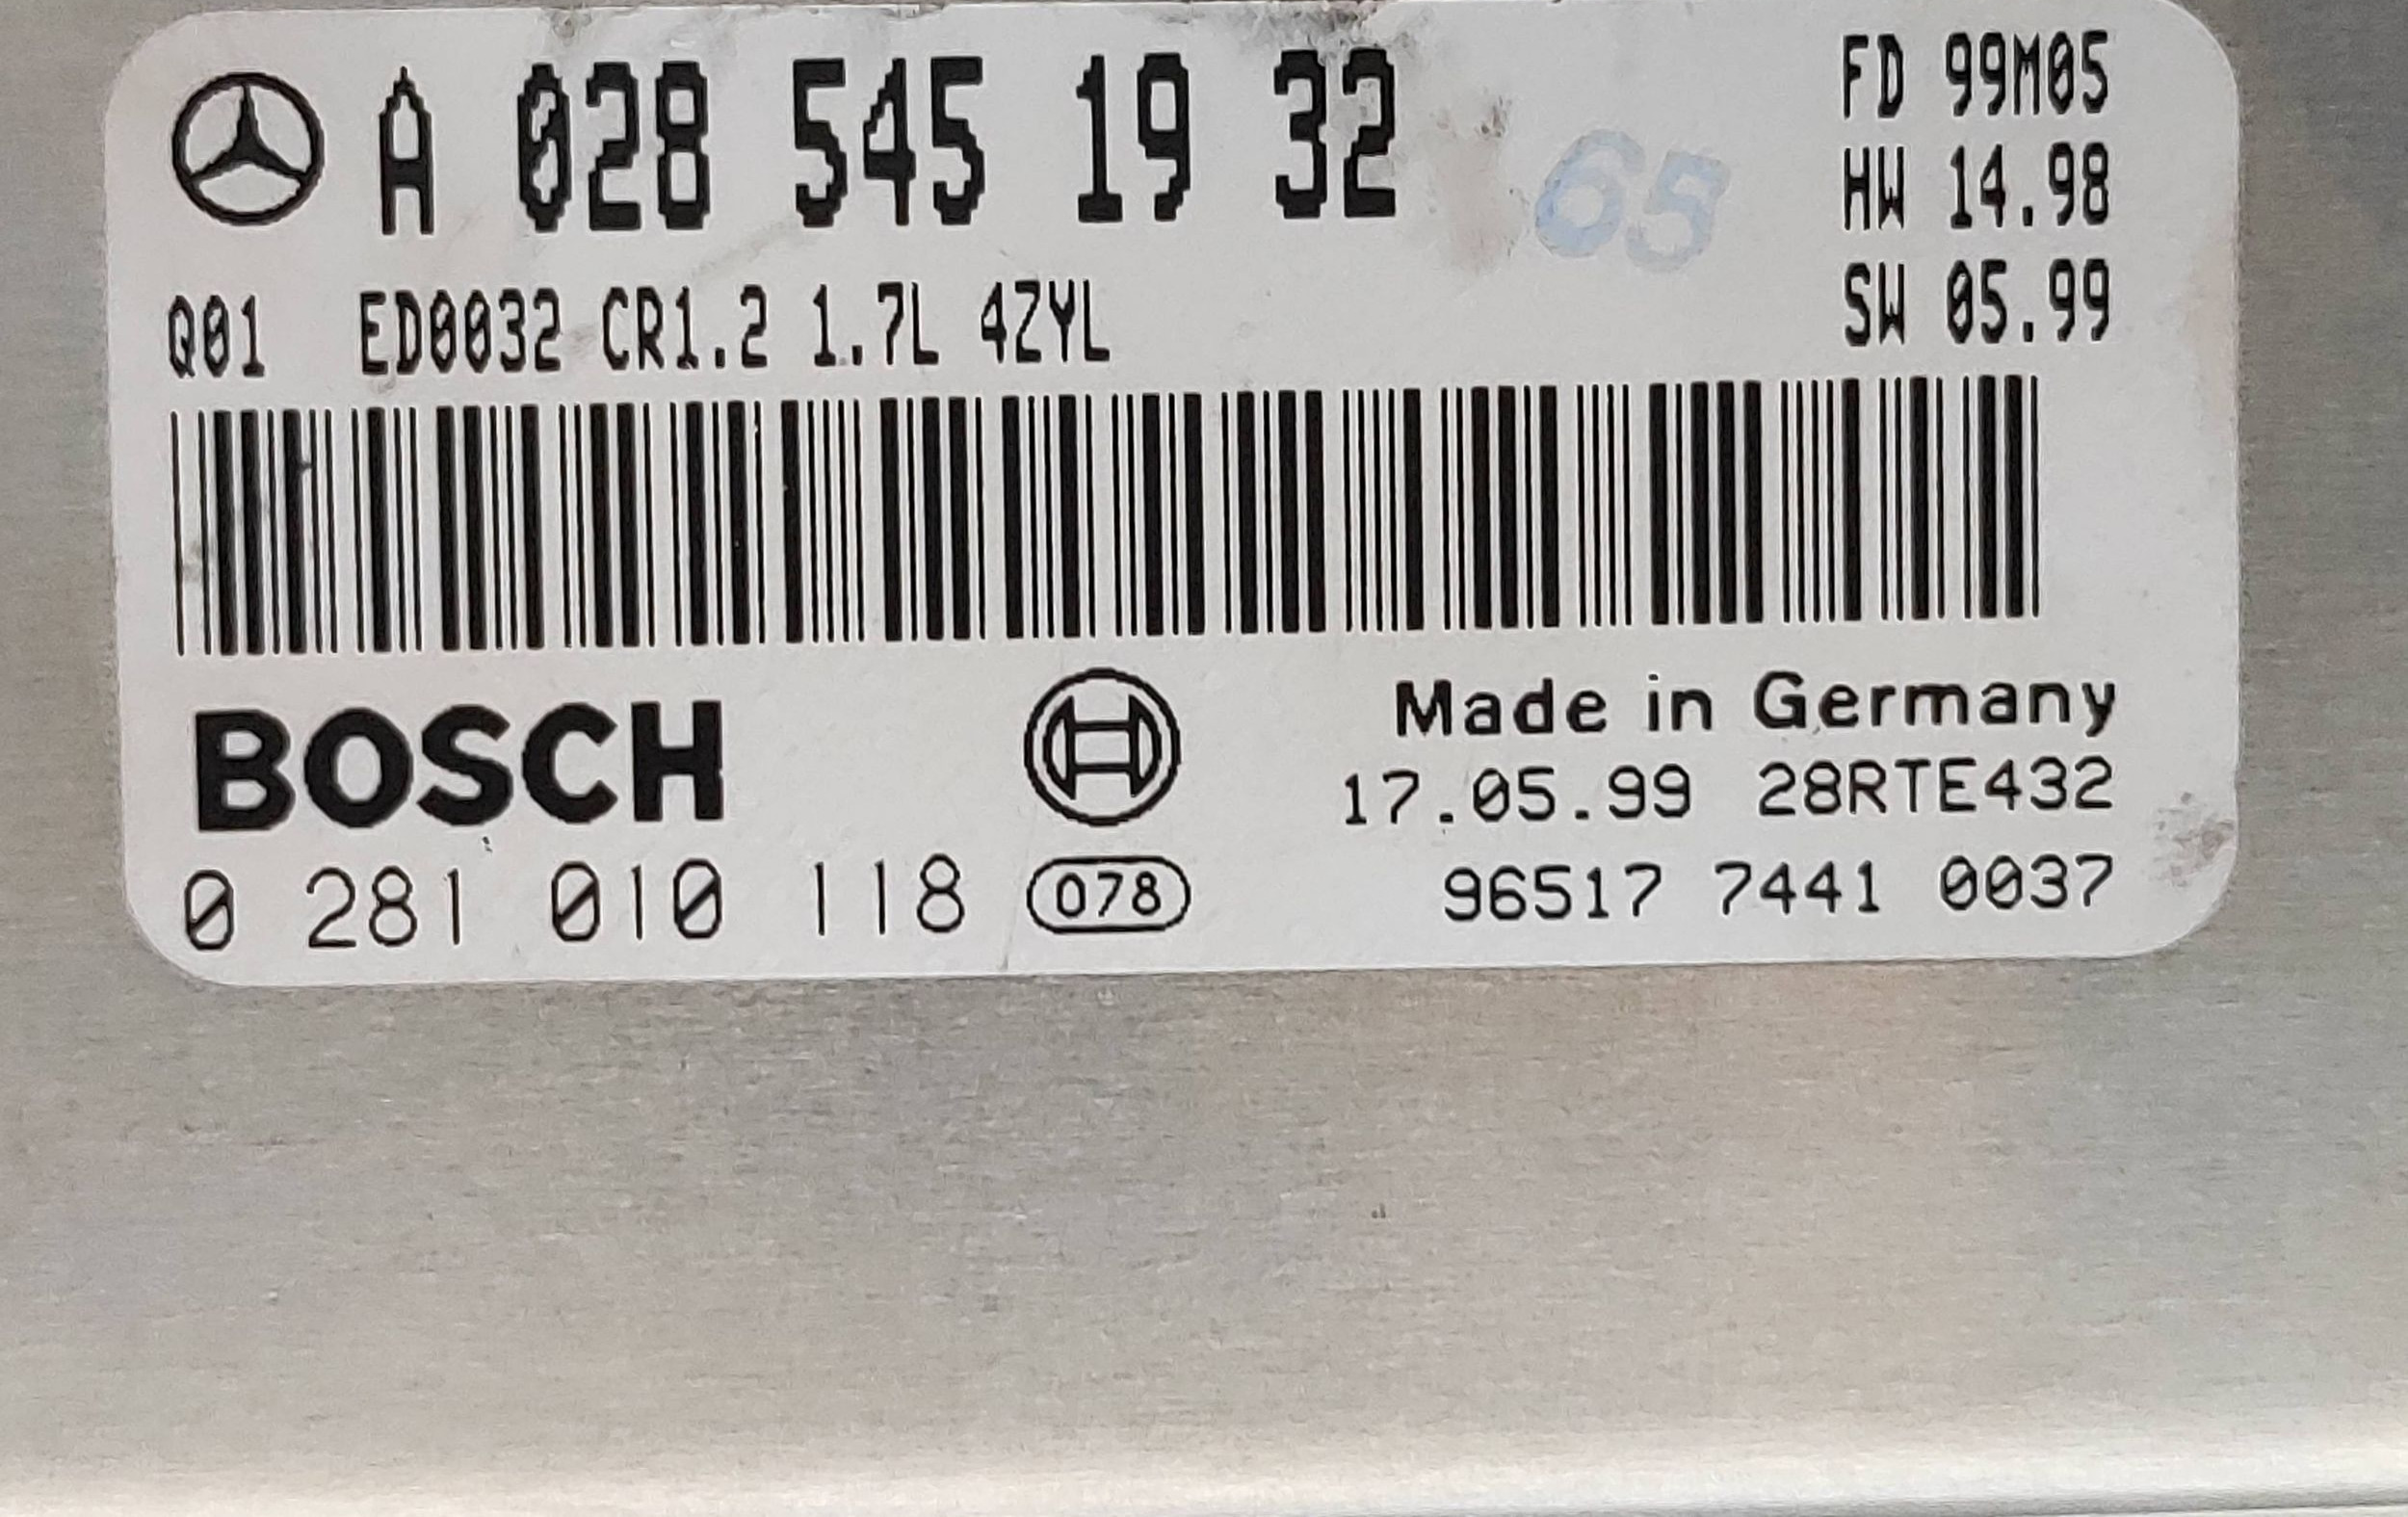 A 028 545 19 32
65
FD 99M05
HW 14.98
SW 05.99
Q01 ED0032 CR1.2 1.7L 4ZYL
BOSCH
Made in Germany
17.05.99 28RTE432
0 281 010 118 078
96517 7441 0037